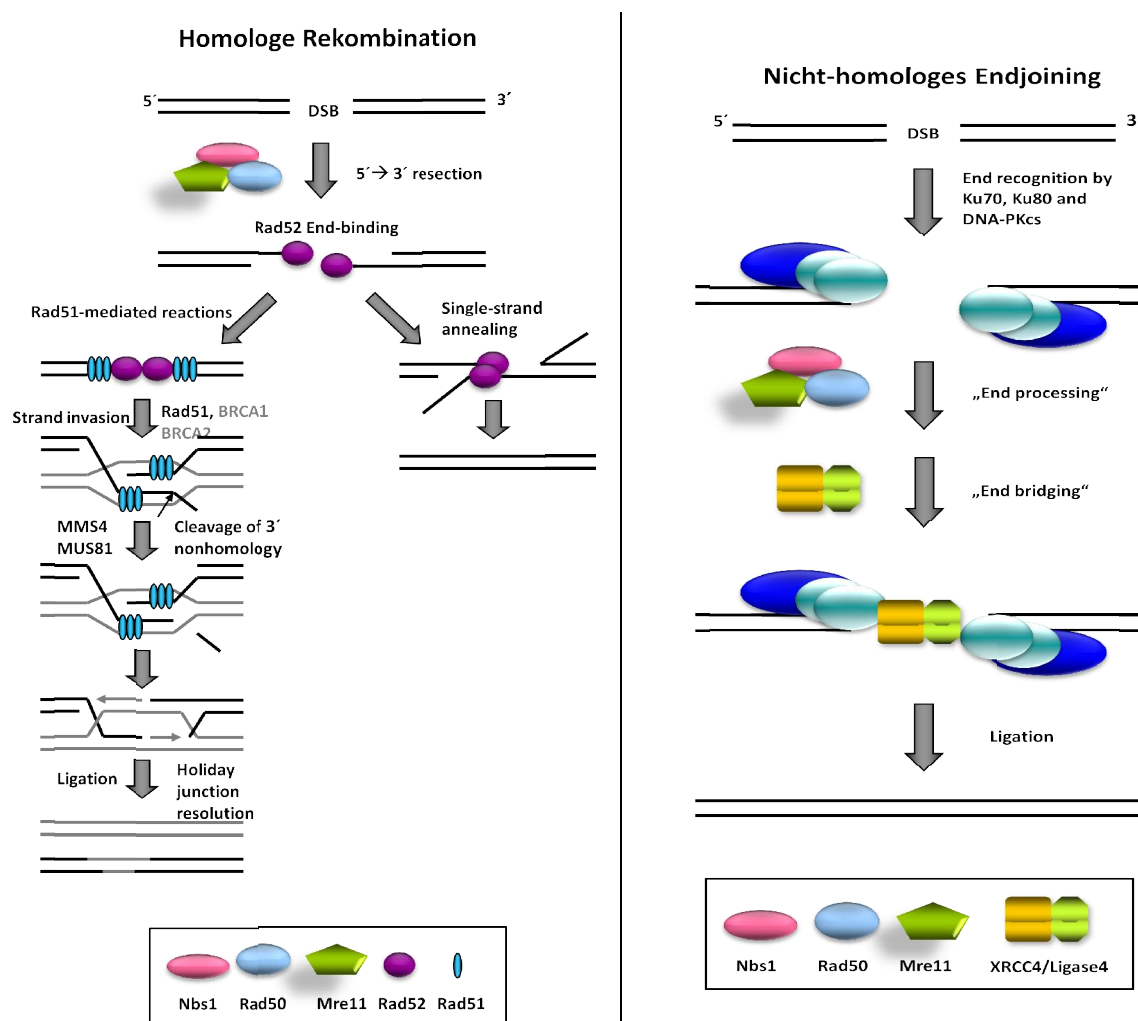 Homologe Rekombination
5´
DSB
3´
5´→ 3´ resection
Rad52 End-binding
Rad51-mediated reactions
Single-strand
annealing
Strand invasion
Rad51, BRCA1
BRCA2
MMS4
MUS81
Cleavage of 3´
nonhomology
Ligation
Holiday
junction
resolution
Nbs1
Rad50
Mre11
Rad52
Rad51
Nicht-homologes Endjoining
5´
DSB
3
End recognition by
Ku70, Ku80 and
DNA-PKcs
„End processing“
„End bridging“
Ligation
Nbs1
Rad50
Mre11
XRCC4/Ligase4